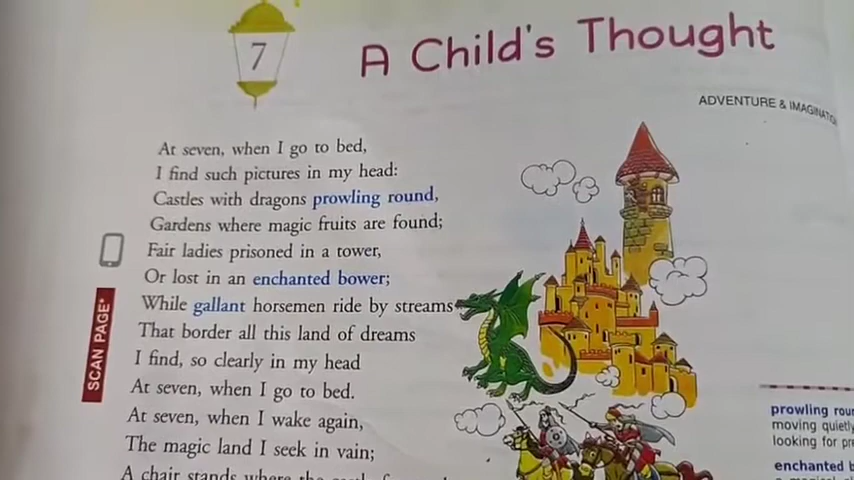 7
A Child's Thought
ADVENTURE & IMAGINATIO
At seven, when I go to bed,
I find such pictures in my head:
Castles with dragons prowling round,
Gardens where magic fruits are found;
Fair ladies prisoned in a tower,
Or lost in an enchanted bower;
While gallant horsemen ride by streams
That border all this land of dreams
I find, so clearly in my head
At seven, when I go to bed.
At seven, when I wake again,
The magic land I seek in vain;
A chair stands where the
SCAN PAGE*
prowling roun
moving quietly
looking for pre
enchanted b